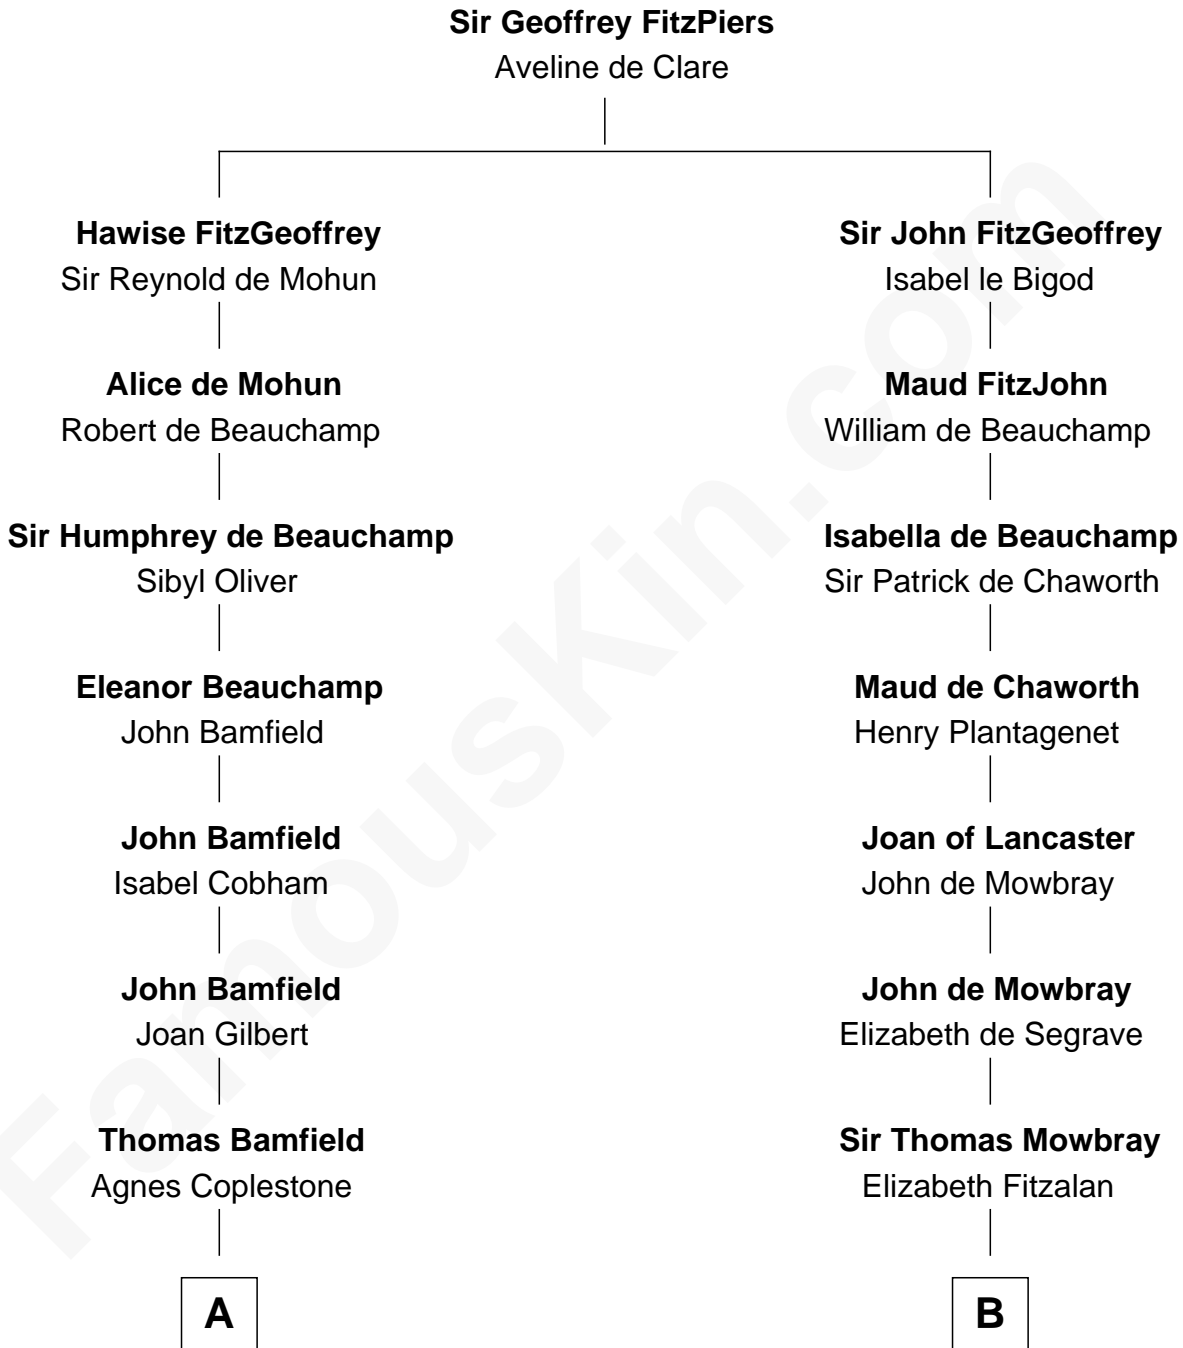 Sir Geoffrey FitzPiers
Aveline de Clare
Hawise FitzGeoffrey
Sir Reynold de Mohun
Alice de Mohun
Robert de Beauchamp
Sir Humphrey de Beauchamp
Sibyl Oliver
Eleanor Beauchamp
John Bamfield
John Bamfield
Isabel Cobham
John Bamfield
Joan Gilbert
Thomas Bamfield
Agnes Coplestone
A
Sir John FitzGeoffrey
Isabel le Bigod
Maud FitzJohn
William de Beauchamp
Isabella de Beauchamp
Sir Patrick de Chaworth
Maud de Chaworth
Henry Plantagenet
Joan of Lancaster
John de Mowbray
John de Mowbray
Elizabeth de Segrave
Sir Thomas Mowbray
Elizabeth Fitzalan
B
FamousKin.com